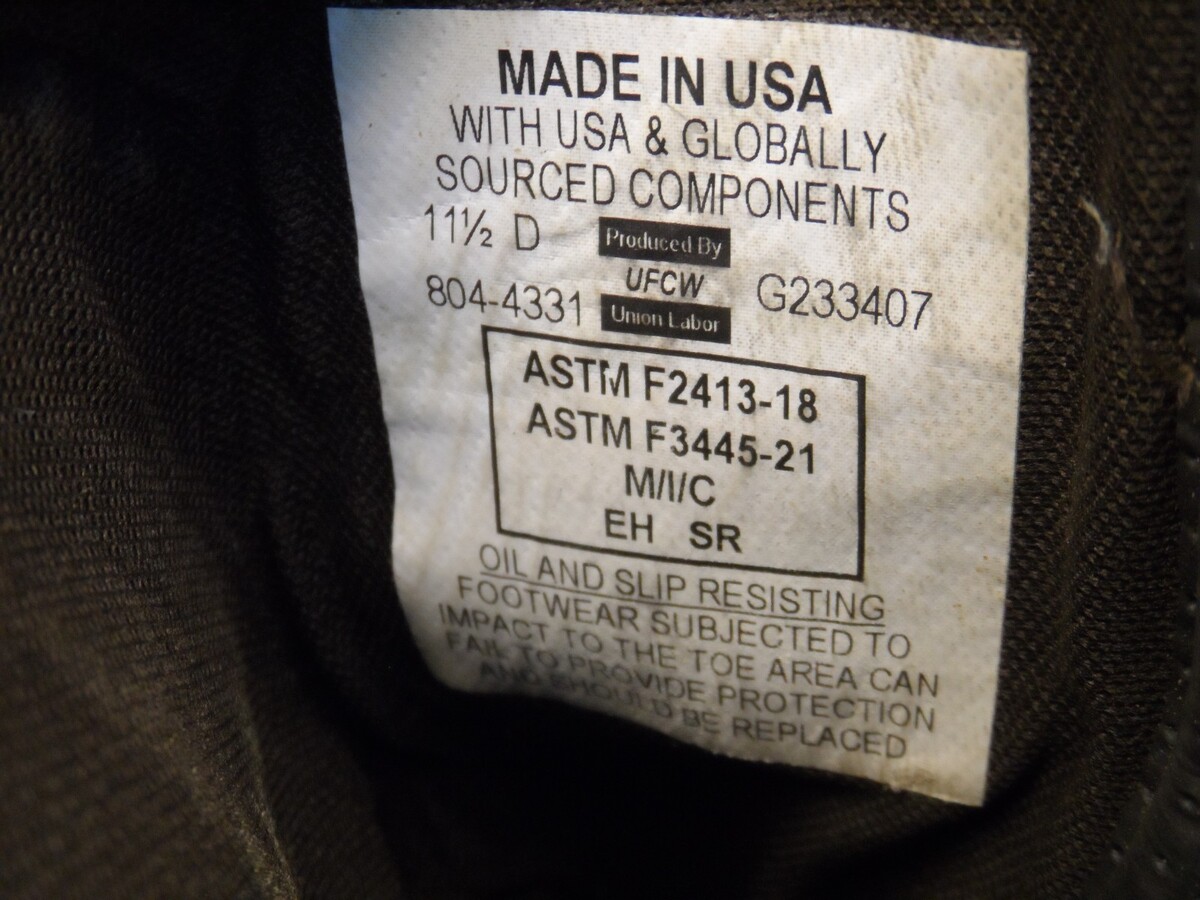 MADE IN USA
WITH USA & GLOBALLY
SOURCED COMPONENTS
11½ D
Produced By
UFCW
Union Labor
804-4331
G233407
ASTM F2413-18
ASTM F3445-21
M/I/C
EH SR
OIL AND SLIP RESISTING
FOOTWEAR SUBJECTED TO
IMPACT TO THE TOE AREA CAN
FAIL TO PROVIDE PROTECTION
AND SHOULD BE REPLACED